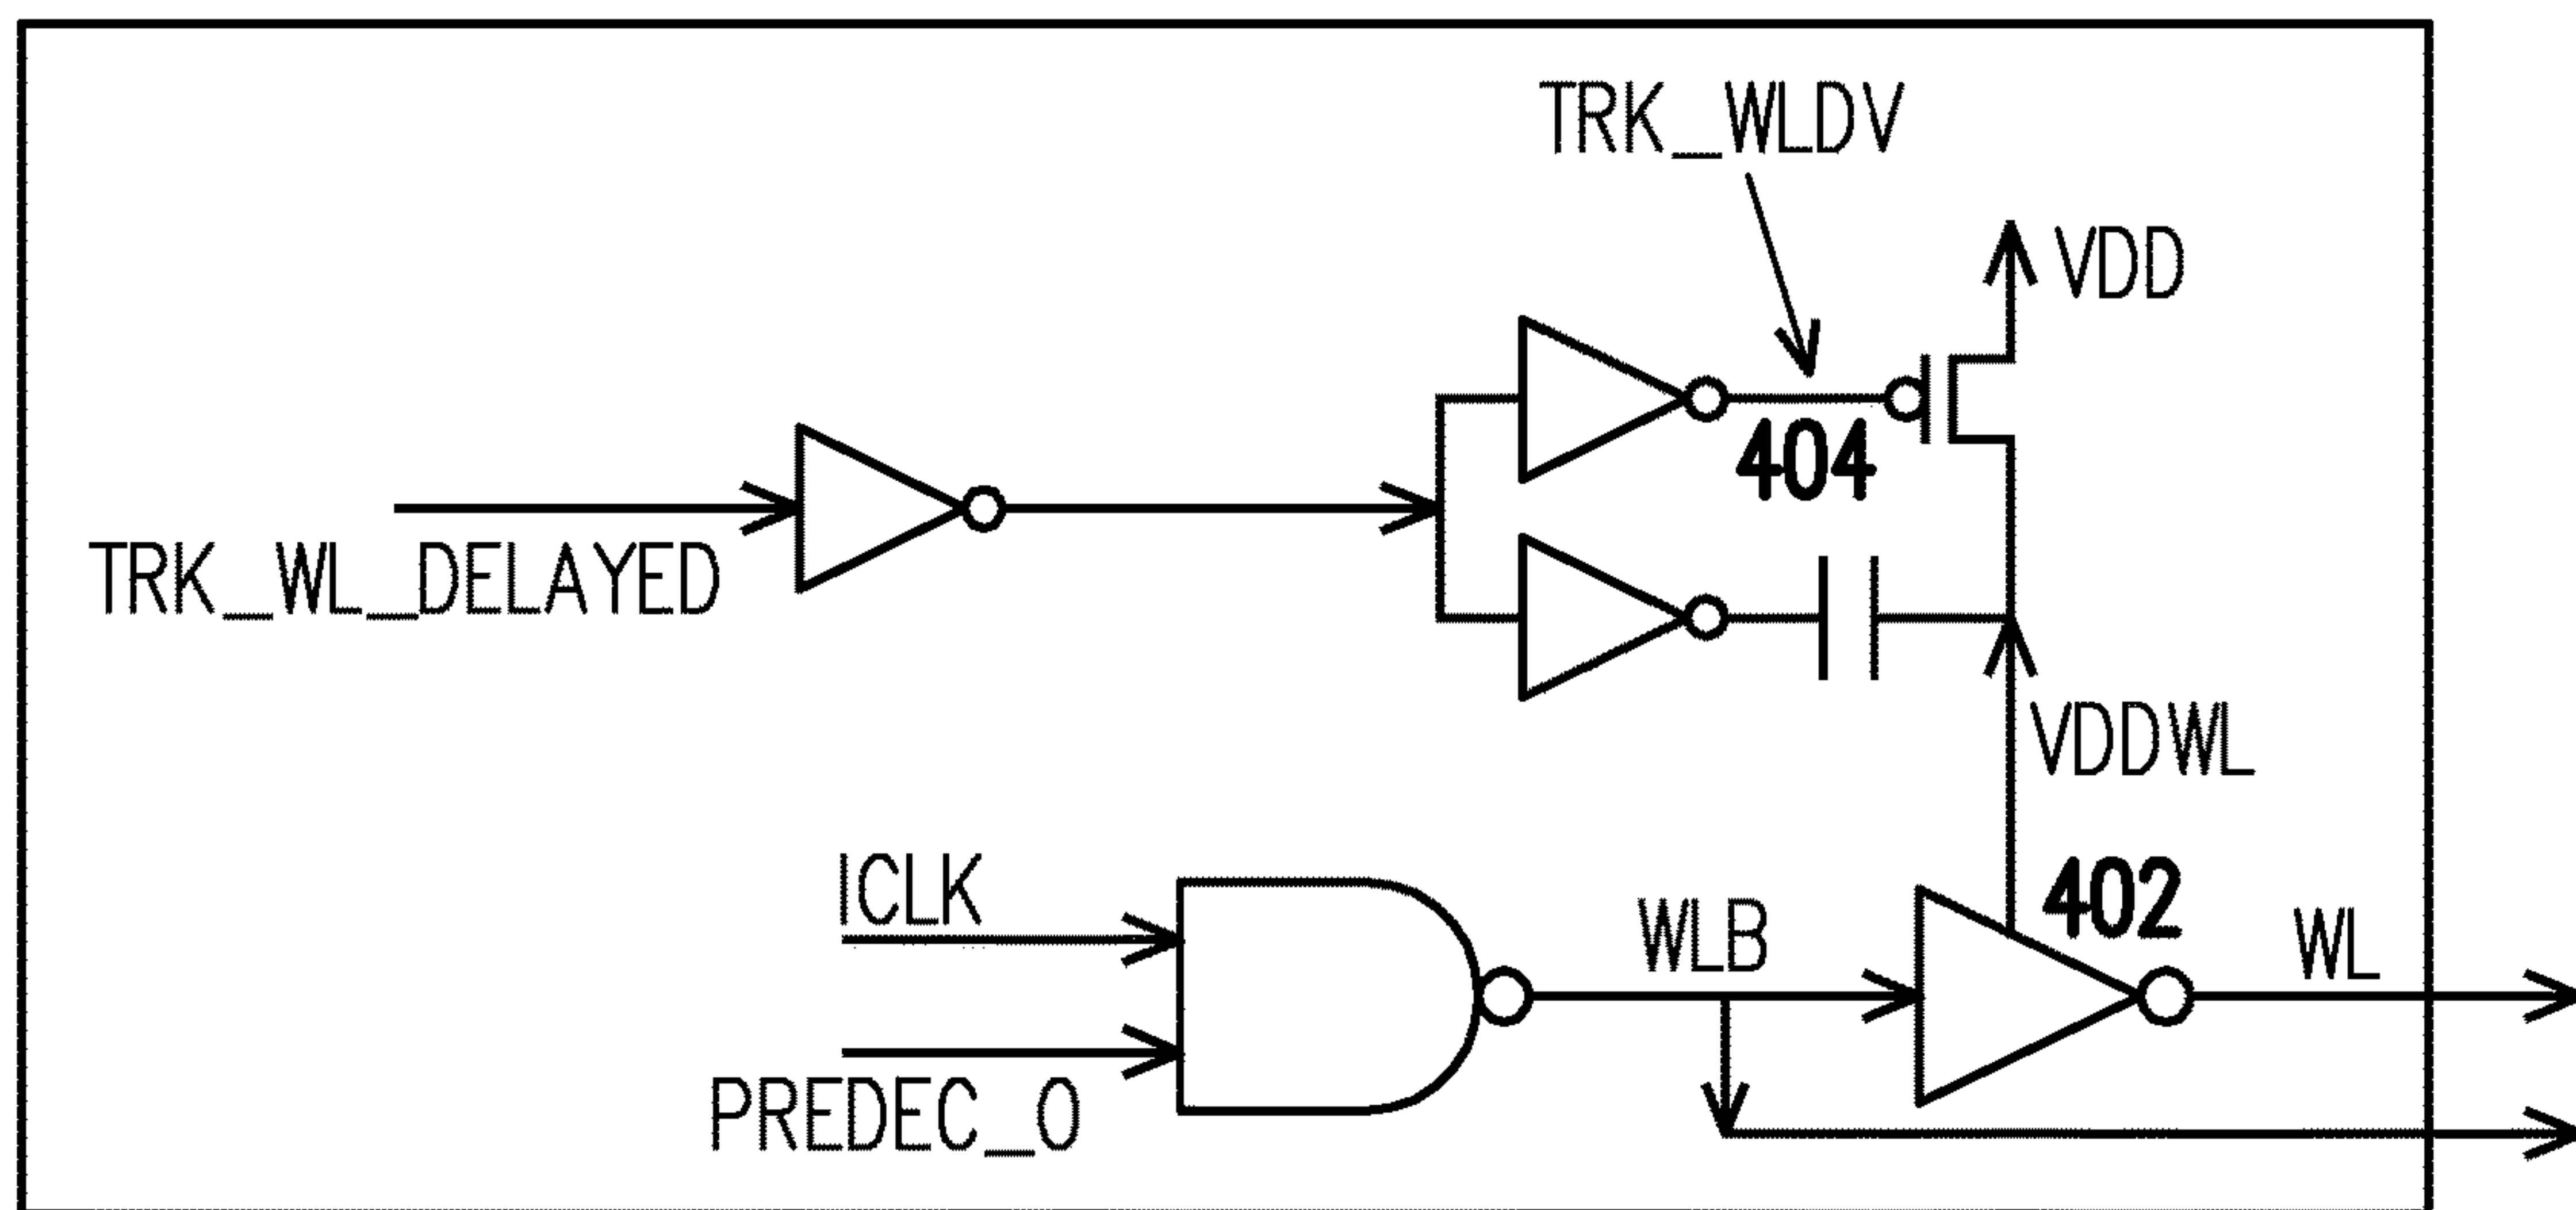 TRK_WLDV
VDD
404
TRK_WL_DELAYED
VDDWL
ICLK
402
WLB
WL
PREDEC_0